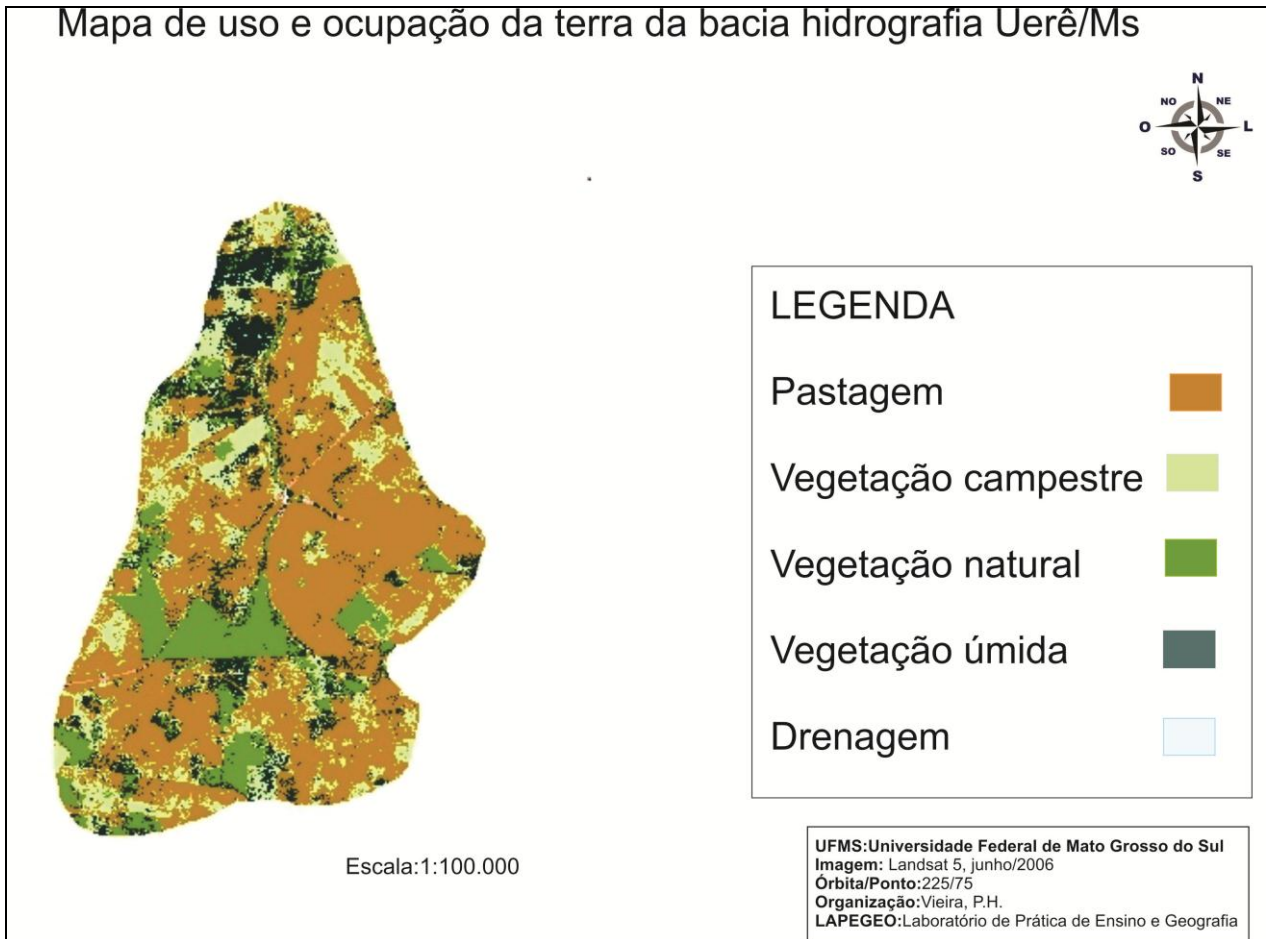 Mapa de uso e ocupação da terra da bacia hidrografia Uerê/Ms
N
NO NE
O L
SO SE
S
LEGENDA
Pastagem
Vegetação campestre
Vegetação natural
Vegetação úmida
Drenagem
Escala:1:100.000
UFMS:Universidade Federal de Mato Grosso do Sul
Imagem: Landsat 5, junho/2006
Órbita/Ponto:225/75
Organização:Vieira, P.H.
LAPEGEO:Laboratório de Prática de Ensino e Geografia